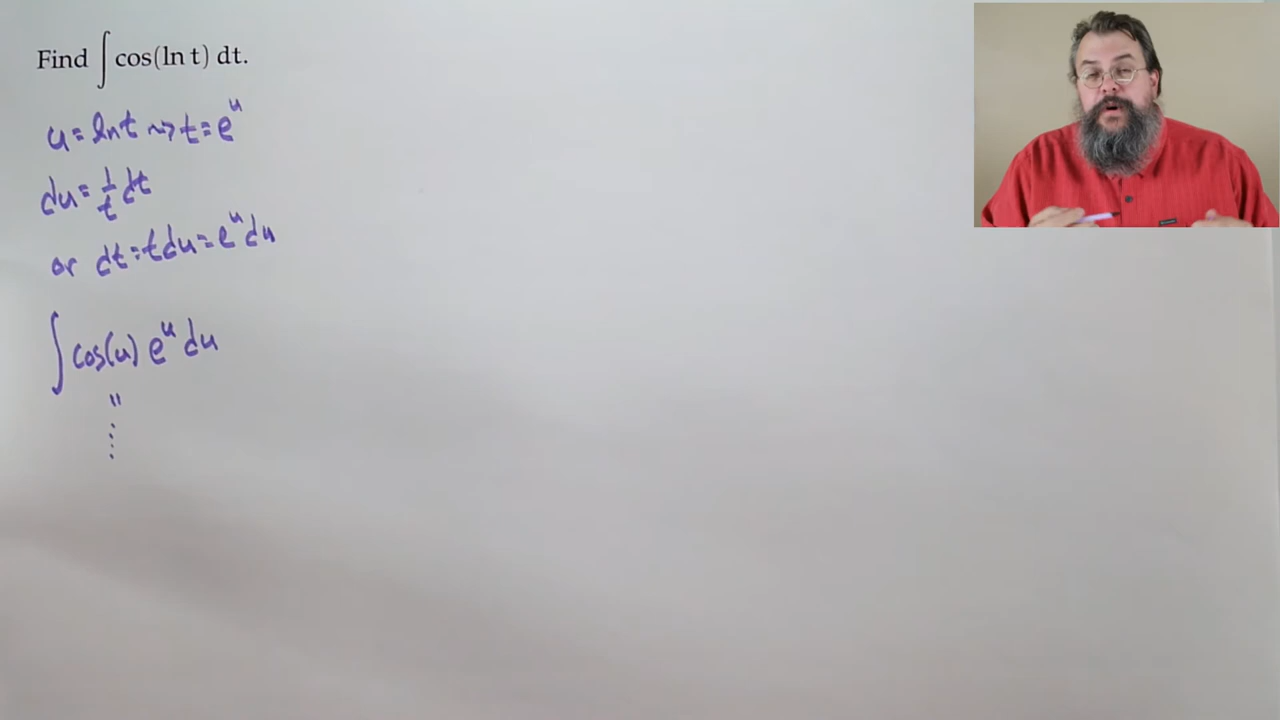 Find ∫ cos(ln t) dt.
u = ln t ⇝ t = e^u
du = 1/t dt
or dt = t du = e^u du
∫ cos(u) e^u du
"
⋮